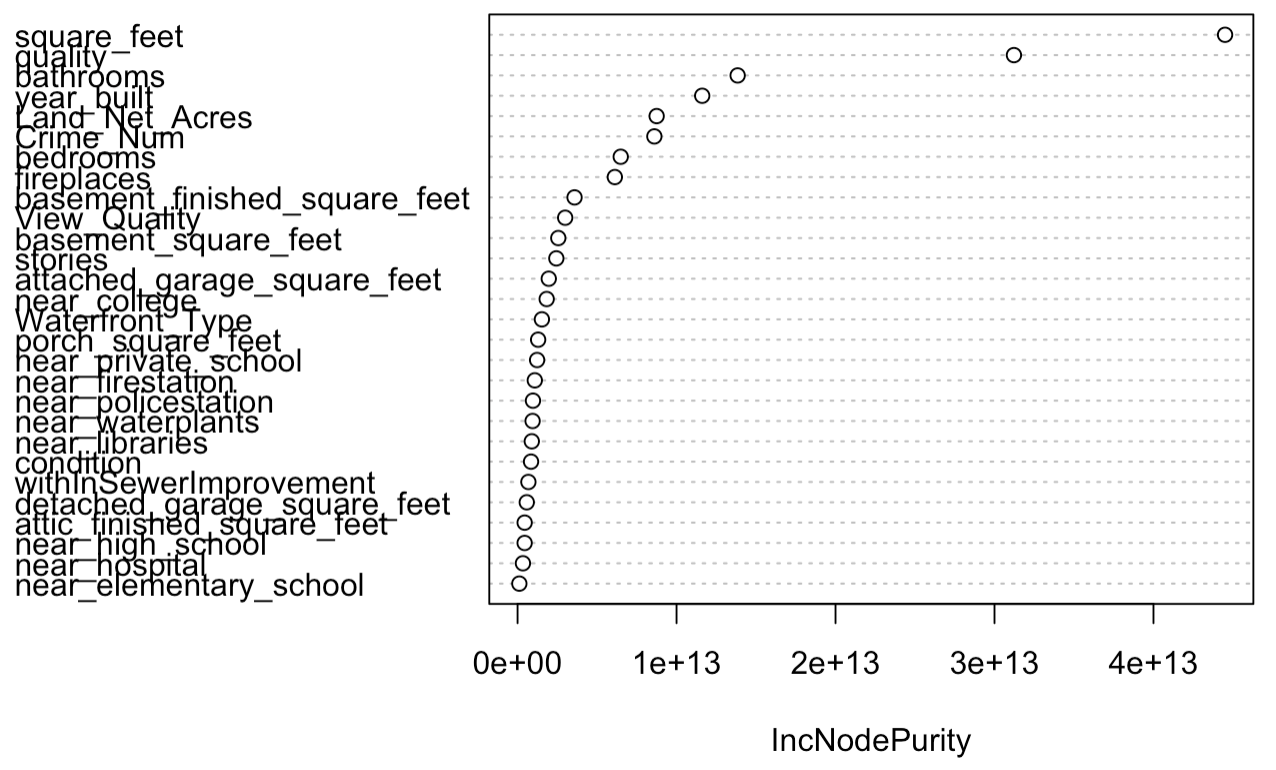 square_feet
quality
bathrooms
year_built
Land_Net_Acres
Crime_Num
bedrooms
fireplaces
basement_finished_square_feet
View_Quality
basement_square_feet
stories
attached_garage_square_feet
near_college
Waterfront_Type
porch_square_feet
near_private_school
near_firestation
near_policestation
near_waterplants
near_libraries
condition
withInSewerImprovement
detached_garage_square_feet
attic_finished_square_feet
near_high_school
near_hospital
near_elementary_school
0e+00 1e+13 2e+13 3e+13 4e+13
IncNodePurity